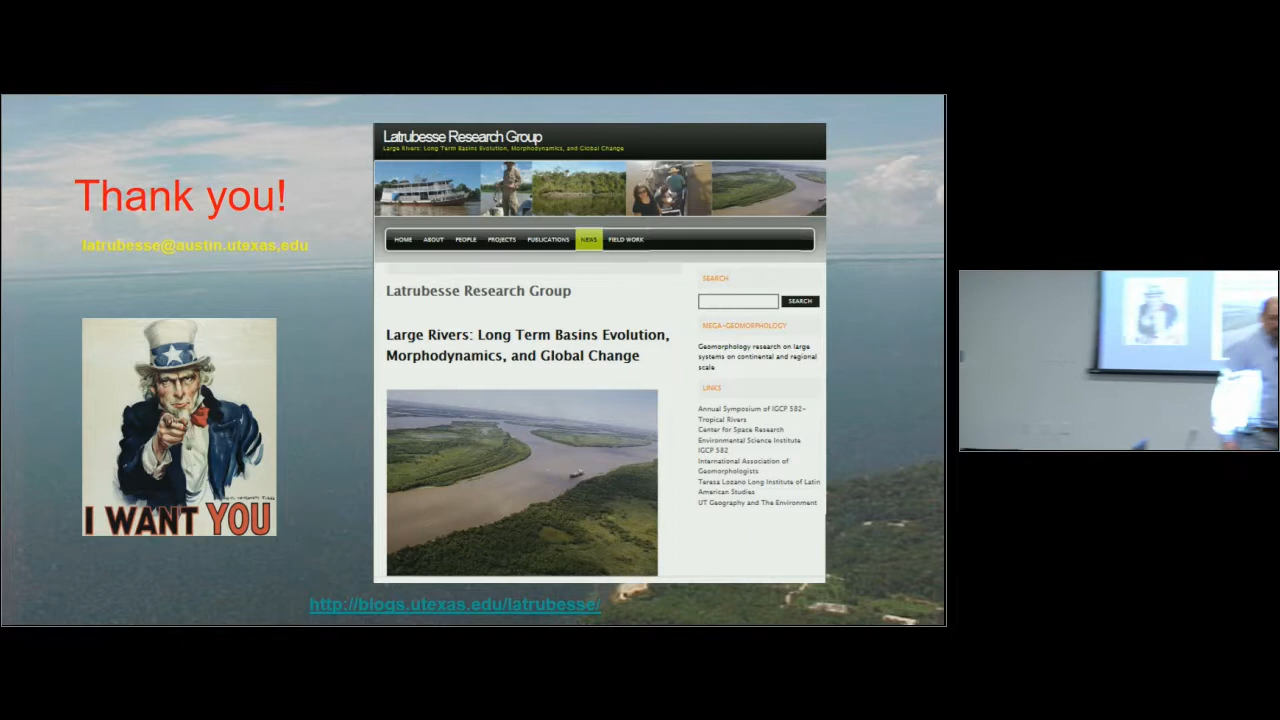 Thank you!
latrubesse@austin.utexas,edu
I WANT YOU
Latrubesse Research Group
Large Rivers: Long Term Basins Evolution, Morphodynamics, and Global Change
HOME ABOUT PEOPLE PROJECTS PUBLICATIONS NEWS FIELD WORK
Latrubesse Research Group
Large Rivers: Long Term Basins Evolution,
Morphodynamics, and Global Change
SEARCH
SEARCH
MEGA-GEOMORPHOLOGY
Geomorphology research on large
systems on continental and regional
scale
LINKS
Annual Symposium of IGCP 582-
Tropical Rivers
Center for Space Research
Environmental Science Institute
IGCP 582
International Association of
Geomorphologists
Teresa Lozano Long Institute of Latin
American Studies
UT Geography and The Environment
http://blogs.utexas.edu/latrubesse/